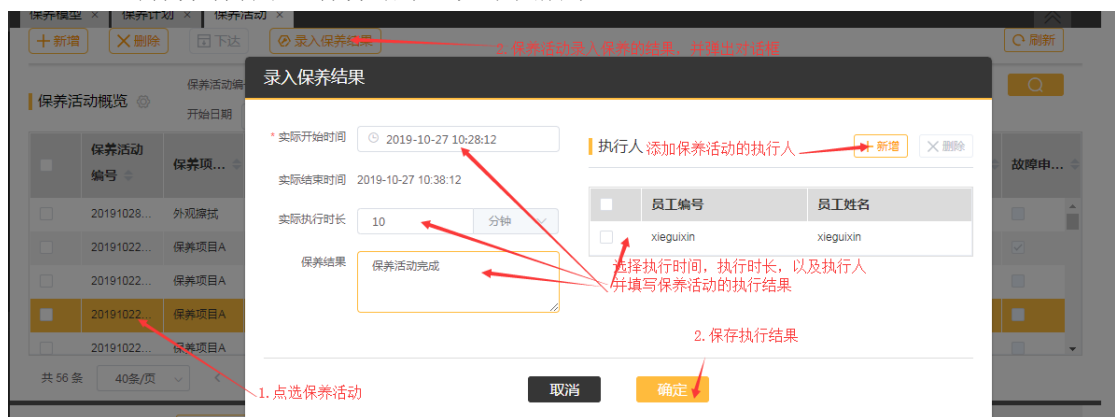 保养模型 × 保养计划 × 保养活动 ×
新增 删除 下达 录入保养结果 2.保养活动录入保养的结果，并弹出对话框 刷新
保养活动概览
开始日期
录入保养结果
* 实际开始时间 2019-10-27 10:28:12
执行人 添加保养活动的执行人 新增 删除
实际结束时间 2019-10-27 10:38:12
实际执行时长 10 分钟
员工编号 员工姓名
xieguixin xieguixin
保养结果 保养活动完成
选择执行时间，执行时长，以及执行人
并填写保养活动的执行结果
2.保存执行结果
取消 确定
保养活动
编号 保养项... 故障申...
20191028... 外观擦拭
20191022... 保养项目A
20191022... 保养项目A
20191022... 保养项目A
20191022... 保养项目A
共 56 条 40条/页
1.点选保养活动